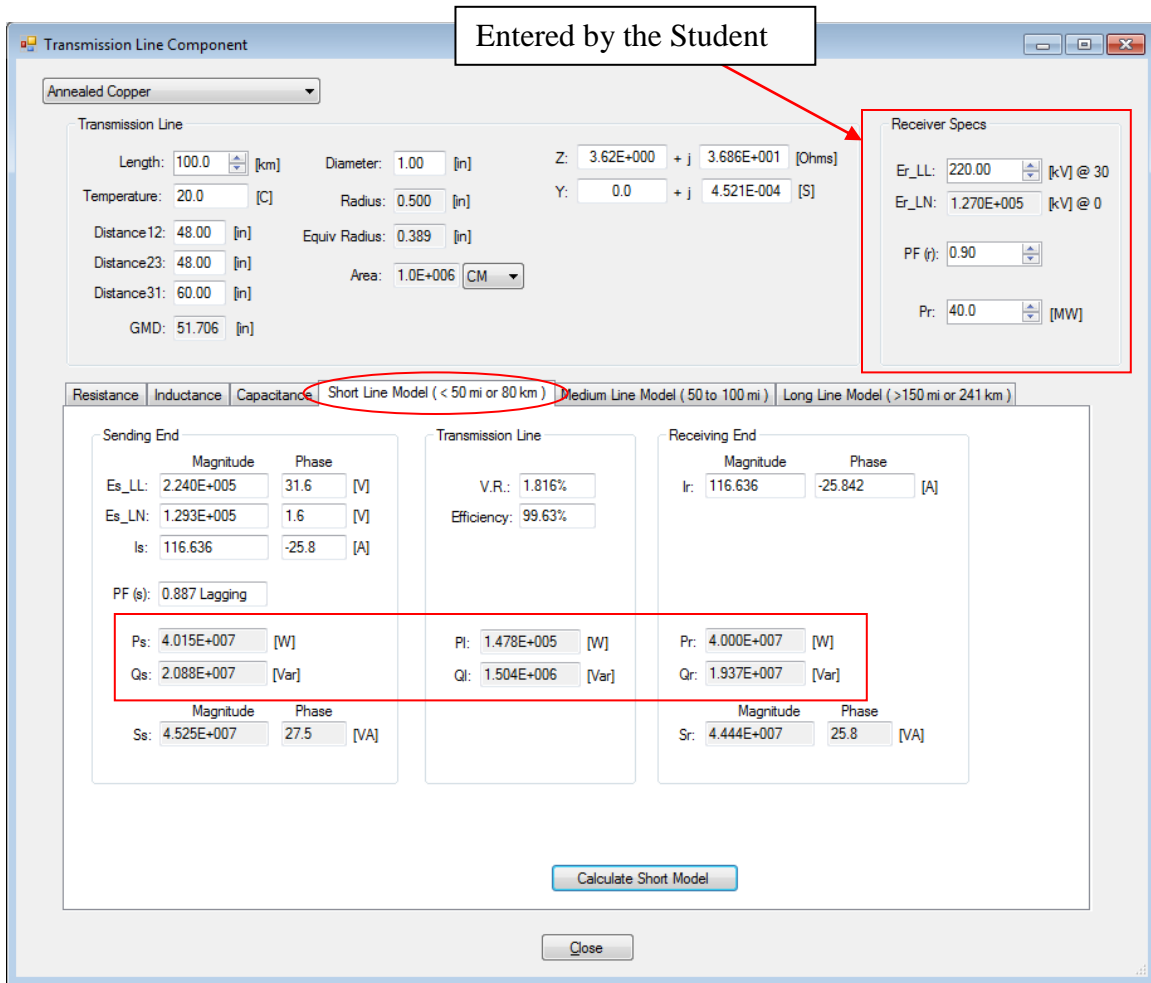 Entered by the Student
Transmission Line Component
Annealed Copper
Transmission Line
Length: 100.0 [km]
Temperature: 20.0 [C]
Distance12: 48.00 [in]
Distance23: 48.00 [in]
Distance31: 60.00 [in]
GMD: 51.706 [in]
Diameter: 1.00 [in]
Radius: 0.500 [in]
Equiv Radius: 0.389 [in]
Area: 1.0E+006 CM
Z: 3.62E+000 + j 3.686E+001 [Ohms]
Y: 0.0 + j 4.521E-004 [S]
Receiver Specs
Er_LL: 220.00 [kV] @ 30
Er_LN: 1.270E+005 [kV] @ 0
PF (r): 0.90
Pr: 40.0 [MW]
Resistance Inductance Capacitance Short Line Model ( < 50 mi or 80 km ) Medium Line Model ( 50 to 100 mi ) Long Line Model ( >150 mi or 241 km )
Sending End
Magnitude Phase
Es_LL: 2.240E+005 31.6 [V]
Es_LN: 1.293E+005 1.6 [V]
Is: 116.636 -25.8 [A]
PF (s): 0.887 Lagging
Ps: 4.015E+007 [W]
Qs: 2.088E+007 [Var]
Magnitude Phase
Ss: 4.525E+007 27.5 [VA]
Transmission Line
V.R.: 1.816%
Efficiency: 99.63%
Pl: 1.478E+005 [W]
Ql: 1.504E+006 [Var]
Receiving End
Magnitude Phase
Ir: 116.636 -25.842 [A]
Pr: 4.000E+007 [W]
Qr: 1.937E+007 [Var]
Magnitude Phase
Sr: 4.444E+007 25.8 [VA]
Calculate Short Model
Close